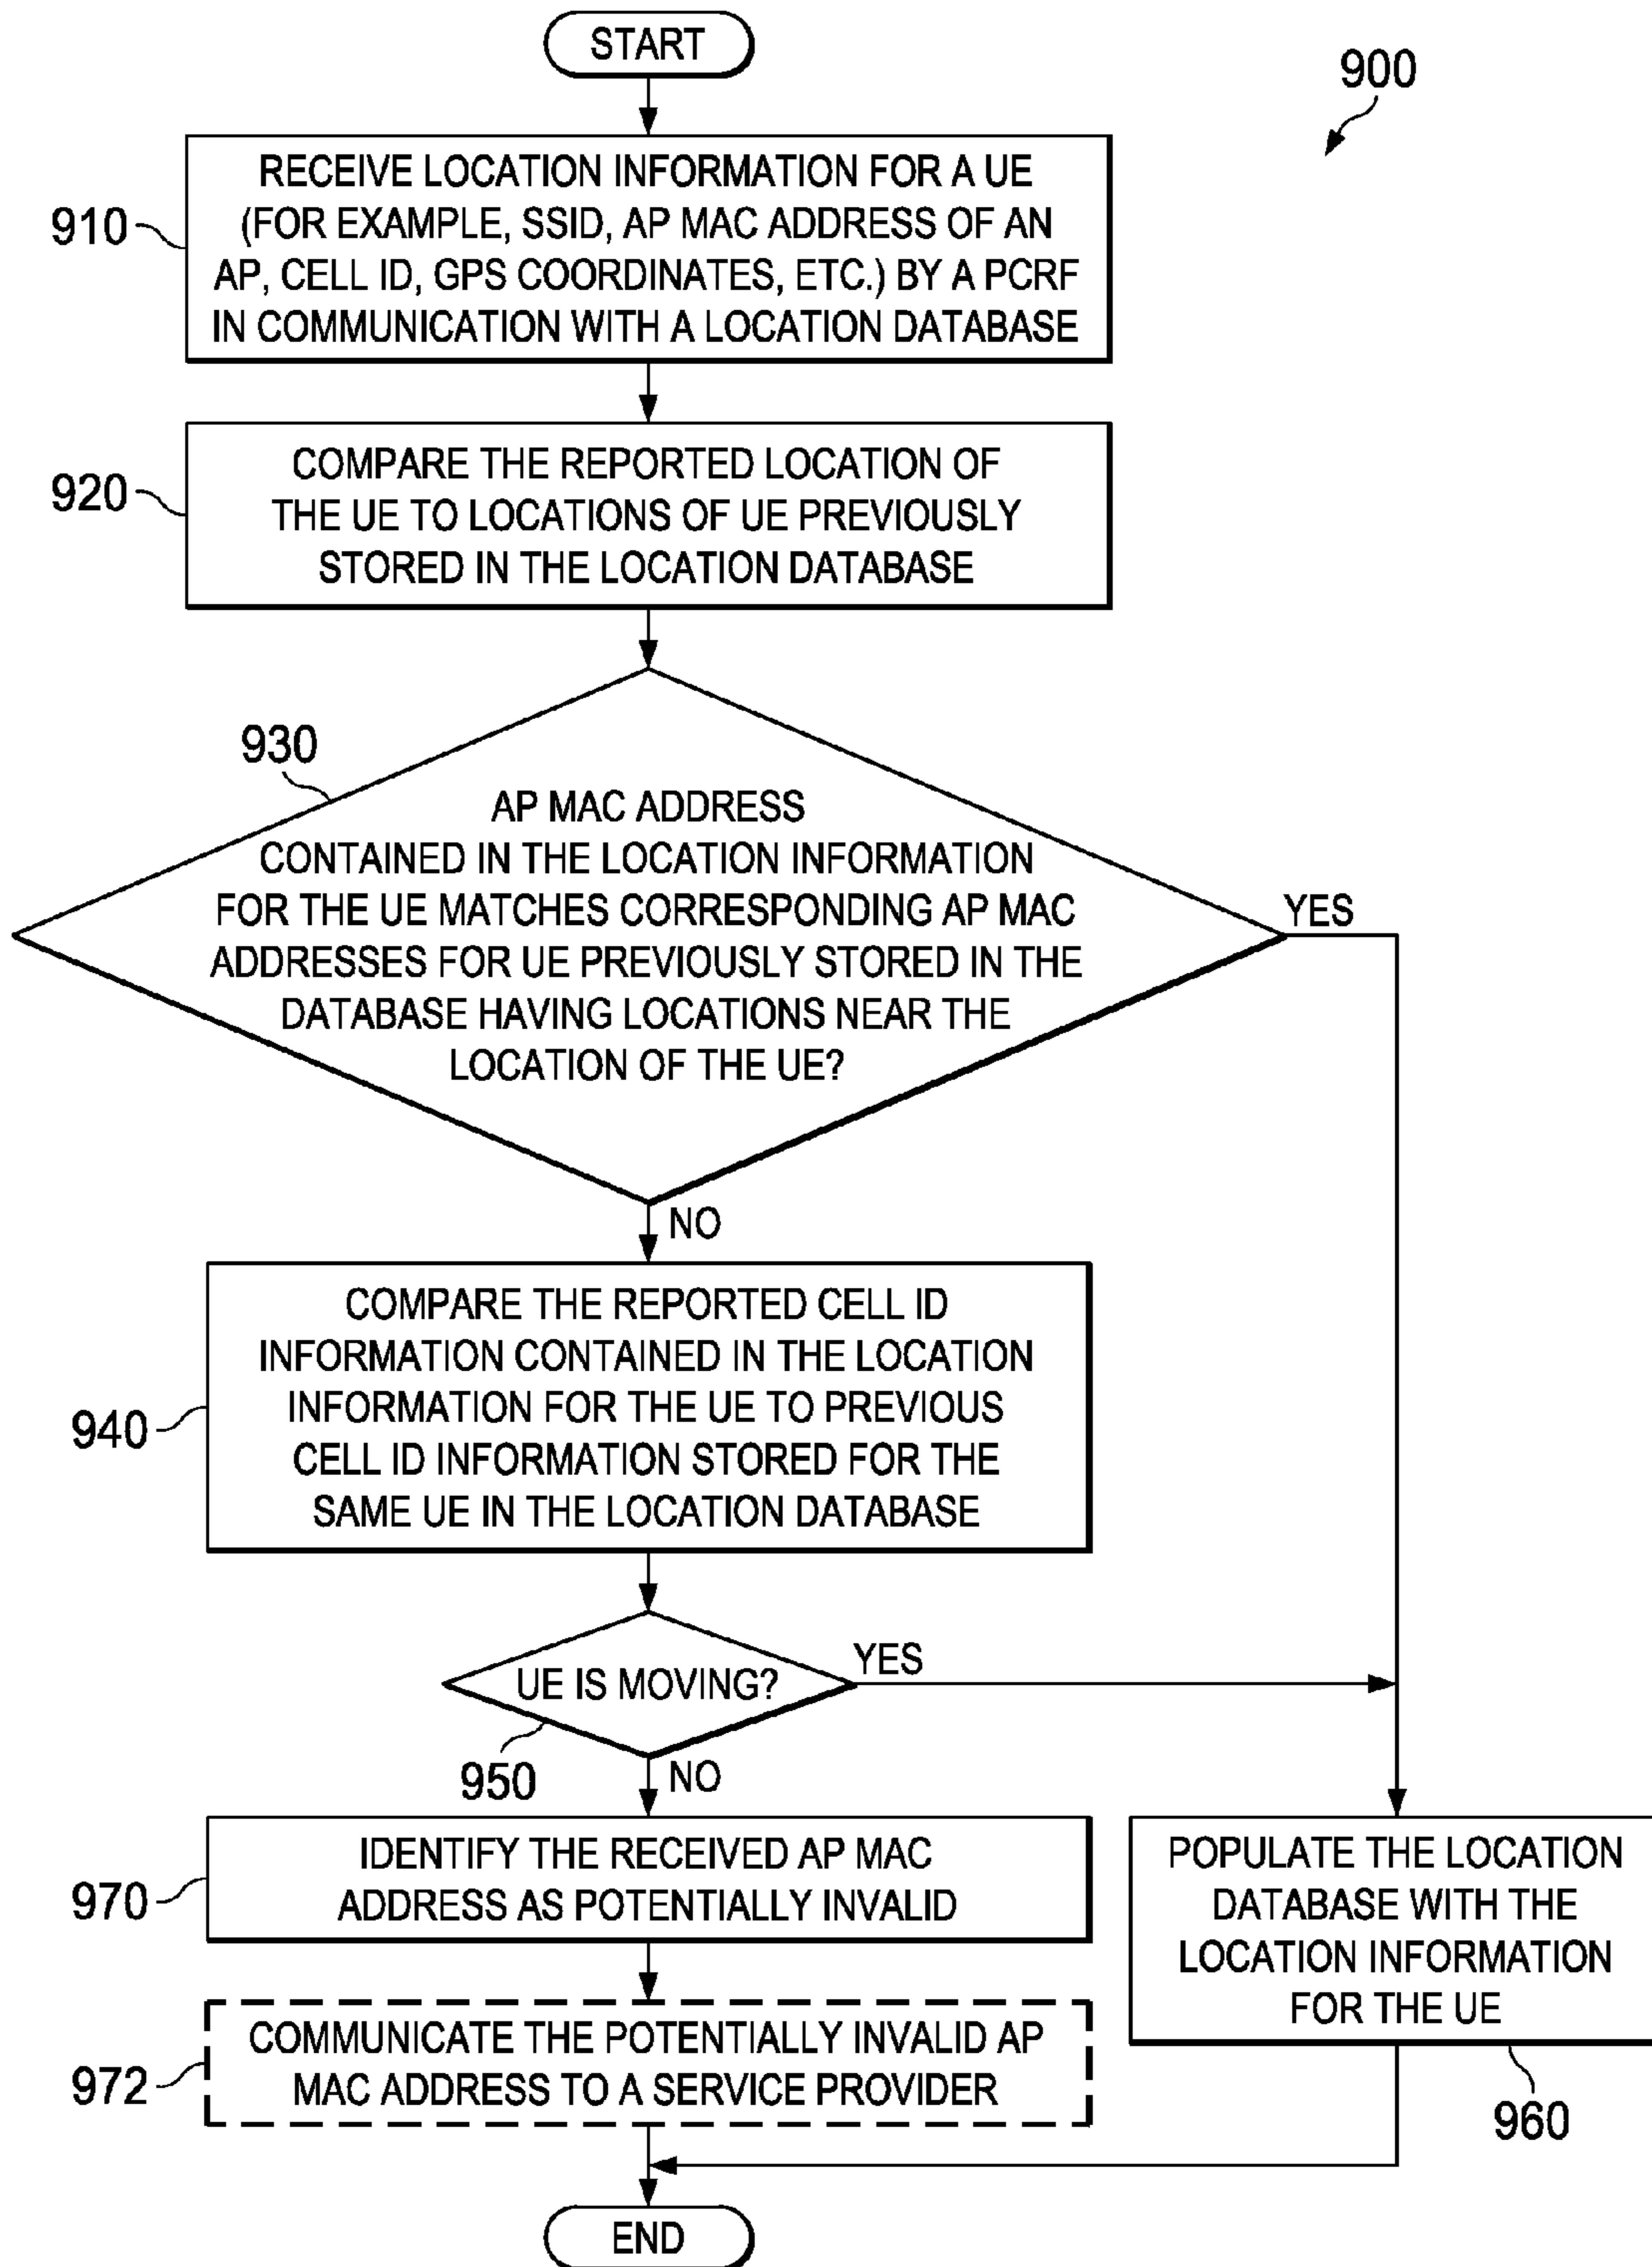 START
900
910
RECEIVE LOCATION INFORMATION FOR A UE
(FOR EXAMPLE, SSID, AP MAC ADDRESS OF AN
AP, CELL ID, GPS COORDINATES, ETC.) BY A PCRF
IN COMMUNICATION WITH A LOCATION DATABASE
920
COMPARE THE REPORTED LOCATION OF
THE UE TO LOCATIONS OF UE PREVIOUSLY
STORED IN THE LOCATION DATABASE
930
AP MAC ADDRESS
CONTAINED IN THE LOCATION INFORMATION
FOR THE UE MATCHES CORRESPONDING AP MAC
ADDRESSES FOR UE PREVIOUSLY STORED IN THE
DATABASE HAVING LOCATIONS NEAR THE
LOCATION OF THE UE?
YES
NO
940
COMPARE THE REPORTED CELL ID
INFORMATION CONTAINED IN THE LOCATION
INFORMATION FOR THE UE TO PREVIOUS
CELL ID INFORMATION STORED FOR THE
SAME UE IN THE LOCATION DATABASE
UE IS MOVING?
YES
950
NO
970
IDENTIFY THE RECEIVED AP MAC
ADDRESS AS POTENTIALLY INVALID
POPULATE THE LOCATION
DATABASE WITH THE
LOCATION INFORMATION
FOR THE UE
960
972
COMMUNICATE THE POTENTIALLY INVALID AP
MAC ADDRESS TO A SERVICE PROVIDER
END